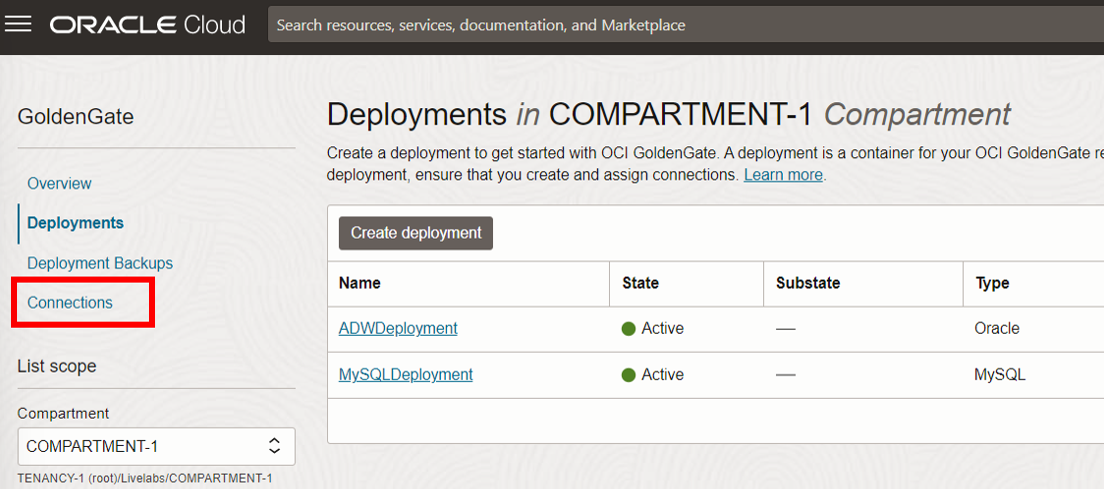 ORACLE Cloud
Search resources, services, documentation, and Marketplace
GoldenGate
Overview
Deployments
Deployment Backups
Connections
List scope
Compartment
COMPARTMENT-1
TENANCY-1 (root)/Livelabs/COMPARTMENT-1
Deployments in COMPARTMENT-1 Compartment
Create a deployment to get started with OCI GoldenGate. A deployment is a container for your OCI GoldenGate re
deployment, ensure that you create and assign connections. Learn more.
Create deployment
Name State Substate Type
ADWDeployment Active — Oracle
MySQLDeployment Active — MySQL